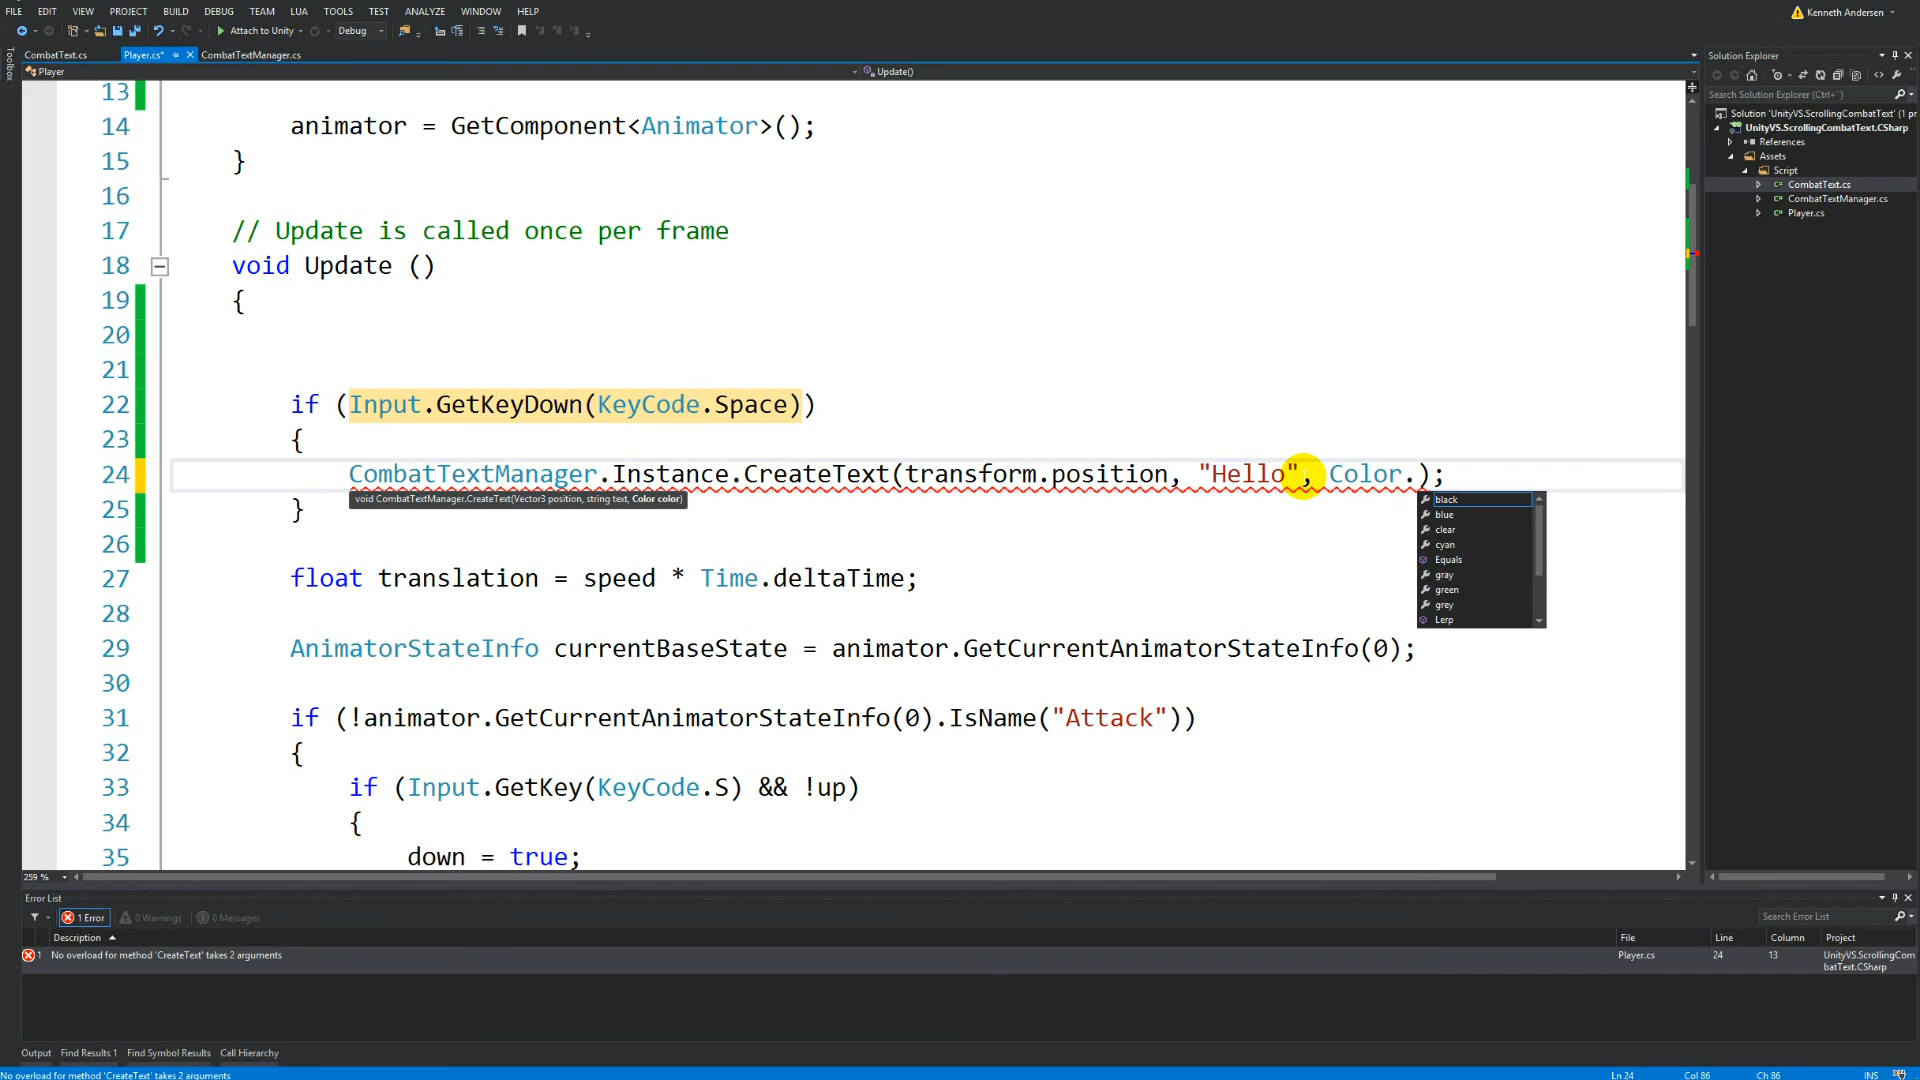 FILE EDIT VIEW PROJECT BUILD DEBUG TEAM LUA TOOLS TEST ANALYZE WINDOW HELP
Kenneth Andersen
Attach to Unity Debug
CombatText.cs Player.cs* CombatTextManager.cs
Toolbox
Player Update()
13
14 animator = GetComponent<Animator>();
15 }
16
17 // Update is called once per frame
18 void Update ()
19 {
20
21
22 if (Input.GetKeyDown(KeyCode.Space))
23 {
24 CombatTextManager.Instance.CreateText(transform.position, "Hello", Color.);
void CombatTextManager.CreateText(Vector3 position, string text, Color color)
black
blue
clear
cyan
Equals
gray
green
grey
Lerp
25 }
26
27 float translation = speed * Time.deltaTime;
28
29 AnimatorStateInfo currentBaseState = animator.GetCurrentAnimatorStateInfo(0);
30
31 if (!animator.GetCurrentAnimatorStateInfo(0).IsName("Attack"))
32 {
33 if (Input.GetKey(KeyCode.S) && !up)
34 {
35 down = true;
259 %
Solution Explorer
Search Solution Explorer (Ctrl+¨)
Solution 'UnityVS.ScrollingCombatText' (1 pr
UnityVS.ScrollingCombatText.CSharp
References
Assets
Script
CombatText.cs
CombatTextManager.cs
Player.cs
Error List
1 Error 0 Warnings 0 Messages
Search Error List
Description File Line Column Project
1 No overload for method 'CreateText' takes 2 arguments Player.cs 24 13 UnityVS.ScrollingCom
batText.CSharp
Output Find Results 1 Find Symbol Results Call Hierarchy
No overload for method 'CreateText' takes 2 arguments Ln 24 Col 86 Ch 86 INS